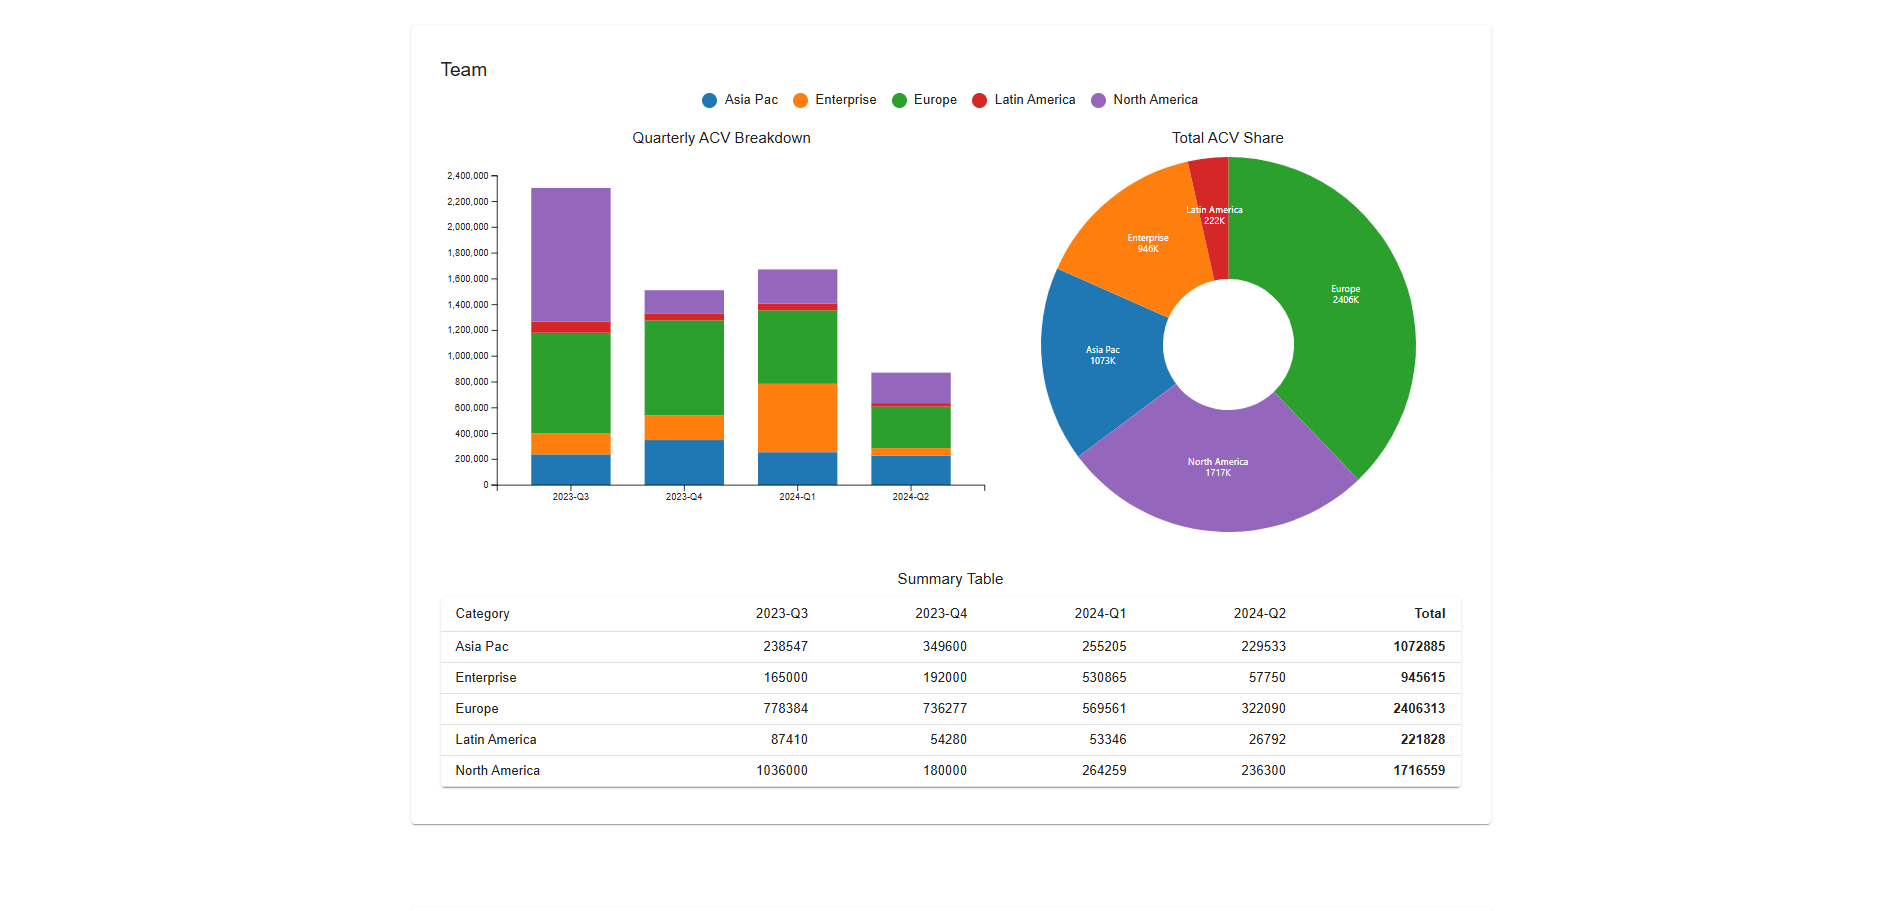 Team
Asia Pac Enterprise Europe Latin America North America
Quarterly ACV Breakdown
2,400,000
2,200,000
2,000,000
1,800,000
1,600,000
1,400,000
1,200,000
1,000,000
800,000
600,000
400,000
200,000
0
2023-Q3 2023-Q4 2024-Q1 2024-Q2
Total ACV Share
Latin America
222K
Enterprise
946K
Europe
2406K
Asia Pac
1073K
North America
1717K
Summary Table
Category 2023-Q3 2023-Q4 2024-Q1 2024-Q2 Total
Asia Pac 238547 349600 255205 229533 1072885
Enterprise 165000 192000 530865 57750 945615
Europe 778384 736277 569561 322090 2406313
Latin America 87410 54280 53346 26792 221828
North America 1036000 180000 264259 236300 1716559